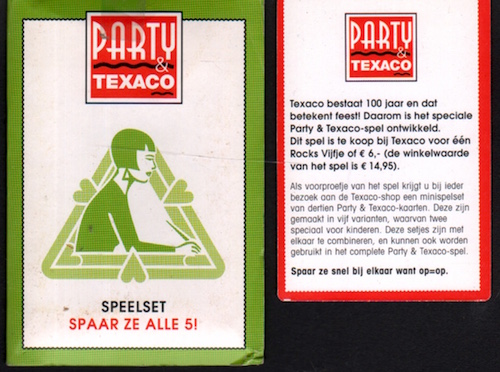 PARTY
&
TEXACO
SPEELSET
SPAAR ZE ALLE 5!
PARTY
&
TEXACO
Texaco bestaat 100 jaar en dat
betekent feest! Daarom is het speciale
Party & Texaco-spel ontwikkeld.
Dit spel is te koop bij Texaco voor één
Rocks Vijfje of € 6,- (de winkelwaarde
van het spel is € 14,95).
Als voorproefje van het spel krijgt u bij ieder
bezoek aan de Texaco-shop een minispelset
van dertien Party & Texaco-kaarten. Deze zijn
gemaakt in vijf varianten, waarvan twee
speciaal voor kinderen. Deze setjes zijn met
elkaar te combineren, en kunnen ook worden
gebruikt in het complete Party & Texaco-spel.
Spaar ze snel bij elkaar want op=op.